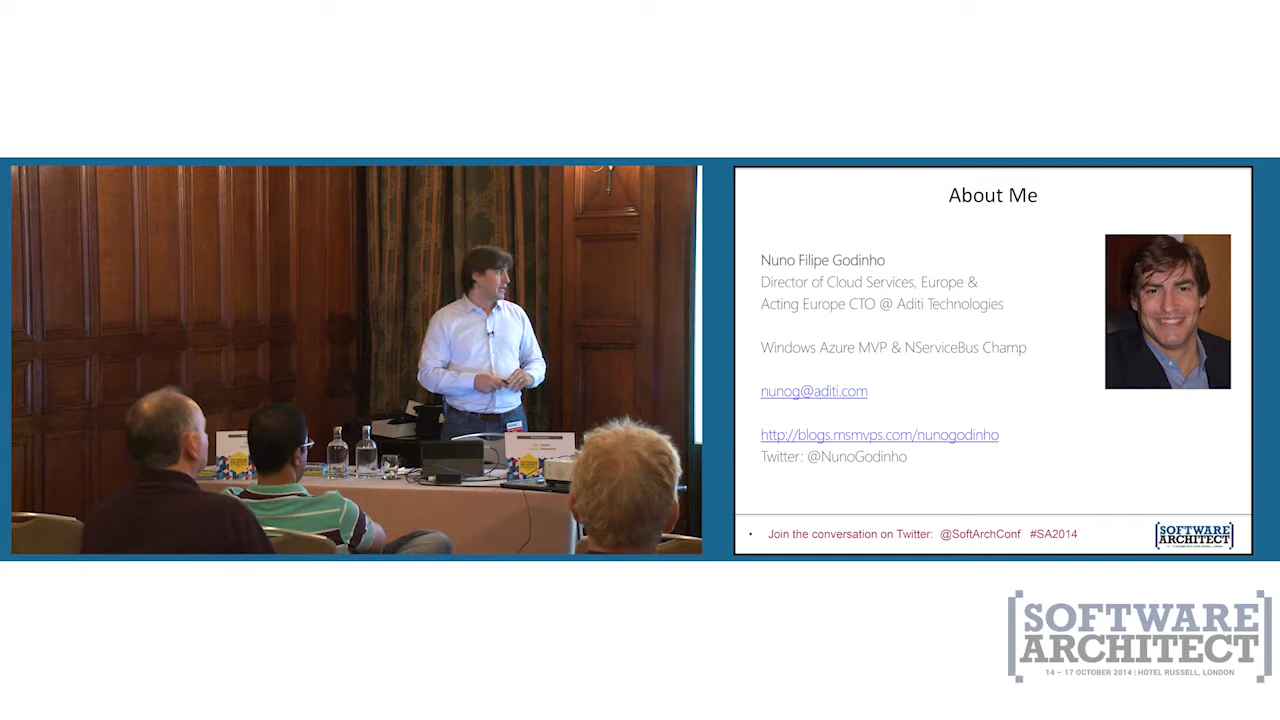 About Me
Nuno Filipe Godinho
Director of Cloud Services, Europe &
Acting Europe CTO @ Aditi Technologies
Windows Azure MVP & NServiceBus Champ
nunog@aditi.com
http://blogs.msmvps.com/nunogodinho
Twitter: @NunoGodinho
• Join the conversation on Twitter: @SoftArchConf #SA2014
[SOFTWARE
ARCHITECT]
[SOFTWARE
ARCHITECT]
14 – 17 OCTOBER 2014 | HOTEL RUSSELL, LONDON